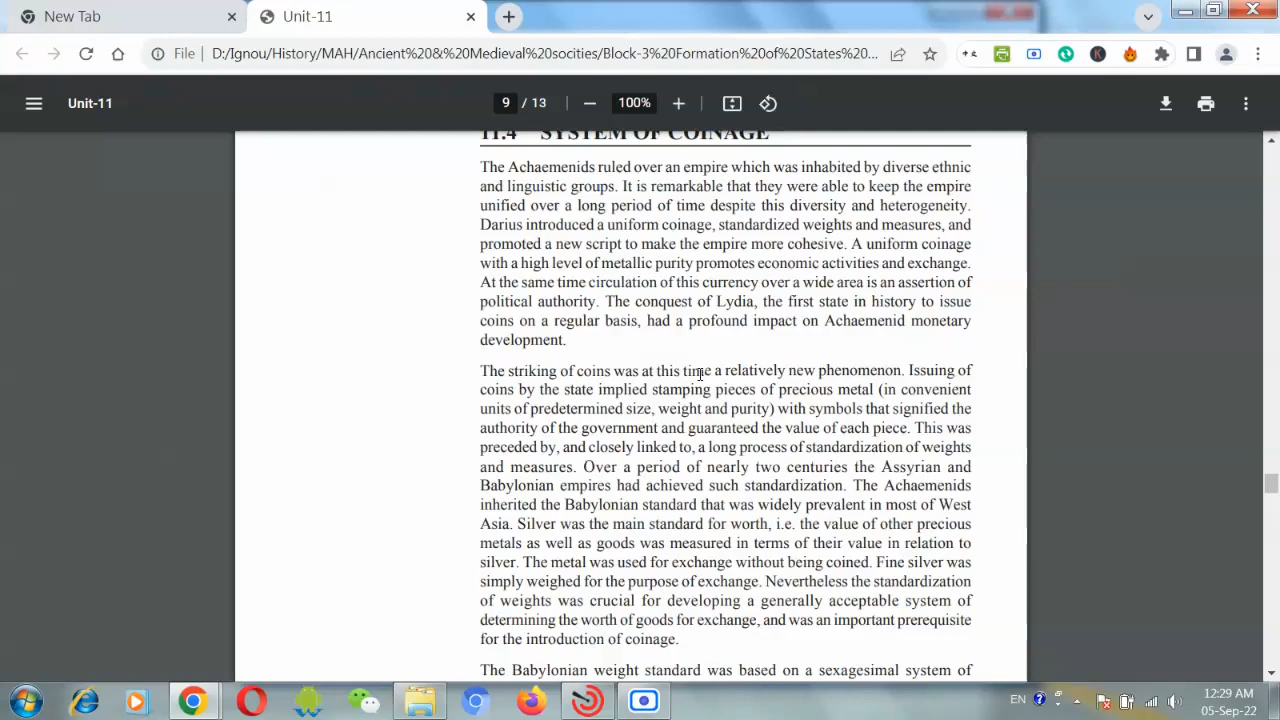 New Tab
Unit-11
File
D:/Ignou/History/MAH/Ancient%20&%20Medieval%20socities/Block-3%20Formation%20of%20States%20...
Unit-11
9 / 13
100%
11.4 SYSTEM OF COINAGE
The Achaemenids ruled over an empire which was inhabited by diverse ethnic
and linguistic groups. It is remarkable that they were able to keep the empire
unified over a long period of time despite this diversity and heterogeneity.
Darius introduced a uniform coinage, standardized weights and measures, and
promoted a new script to make the empire more cohesive. A uniform coinage
with a high level of metallic purity promotes economic activities and exchange.
At the same time circulation of this currency over a wide area is an assertion of
political authority. The conquest of Lydia, the first state in history to issue
coins on a regular basis, had a profound impact on Achaemenid monetary
development.
The striking of coins was at this time a relatively new phenomenon. Issuing of
coins by the state implied stamping pieces of precious metal (in convenient
units of predetermined size, weight and purity) with symbols that signified the
authority of the government and guaranteed the value of each piece. This was
preceded by, and closely linked to, a long process of standardization of weights
and measures. Over a period of nearly two centuries the Assyrian and
Babylonian empires had achieved such standardization. The Achaemenids
inherited the Babylonian standard that was widely prevalent in most of West
Asia. Silver was the main standard for worth, i.e. the value of other precious
metals as well as goods was measured in terms of their value in relation to
silver. The metal was used for exchange without being coined. Fine silver was
simply weighed for the purpose of exchange. Nevertheless the standardization
of weights was crucial for developing a generally acceptable system of
determining the worth of goods for exchange, and was an important prerequisite
for the introduction of coinage.
The Babylonian weight standard was based on a sexagesimal system of
EN
12:29 AM
05-Sep-22